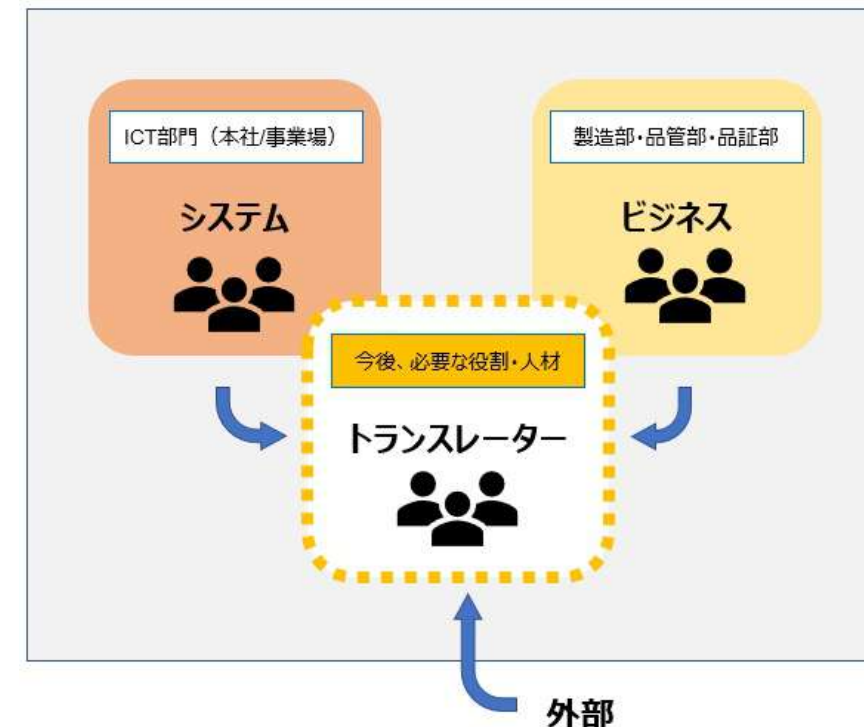 ICT部門（本社/事業場）
システム
製造部・品管部・品証部
ビジネス
今後、必要な役割・人材
トランスレーター
外部